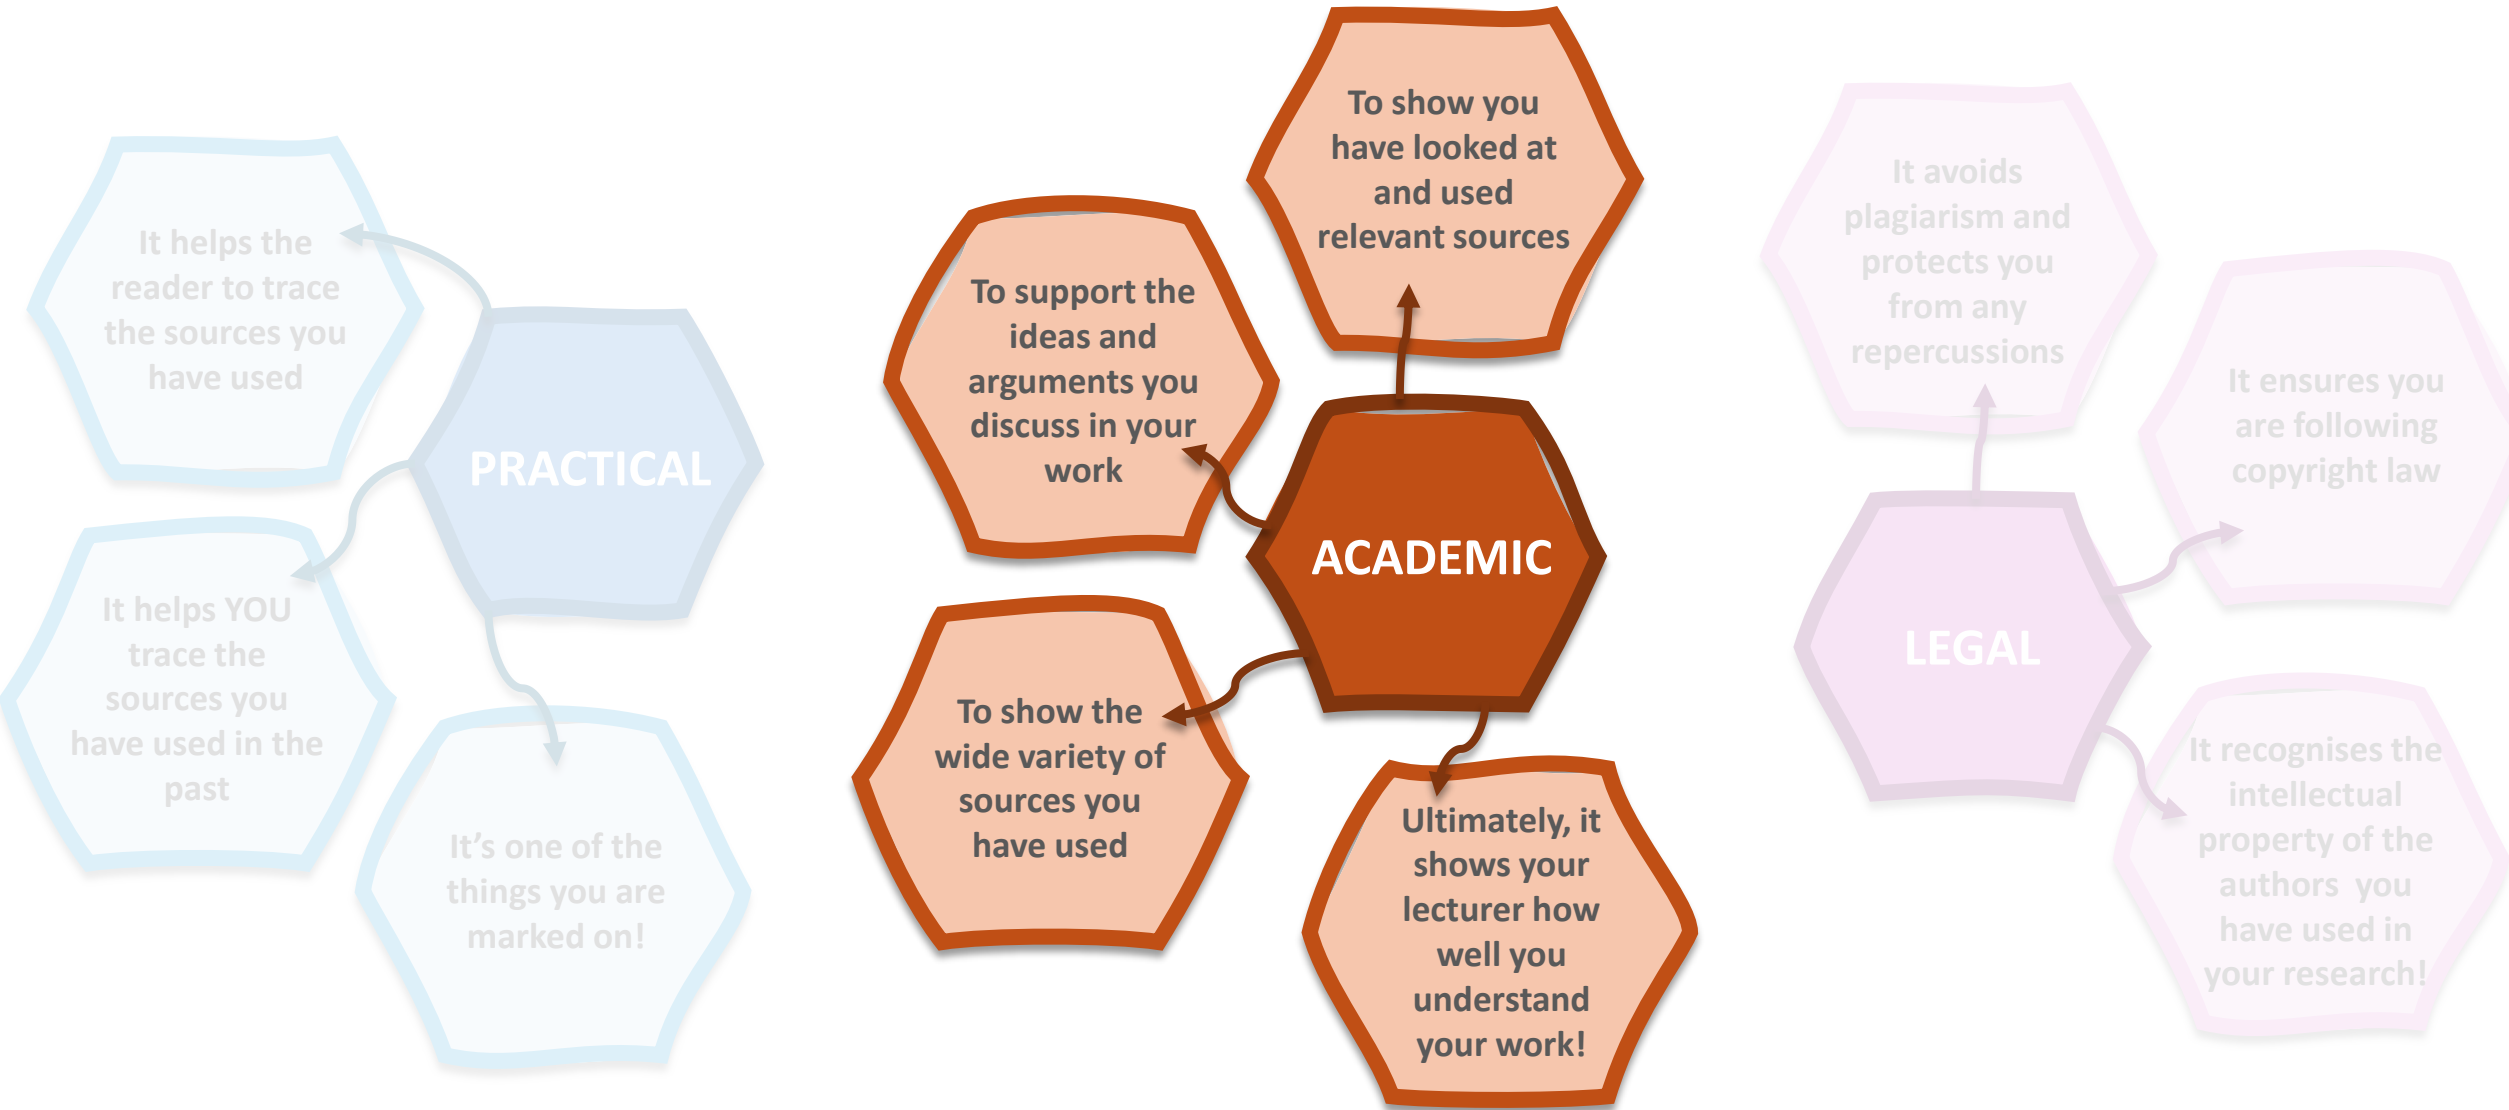 It helps the
reader to trace
the sources you
have used
PRACTICAL
It helps YOU
trace the
sources you
have used in the
past
It’s one of the
things you are
marked on!
To show you
have looked at
and used
relevant sources
To support the
ideas and
arguments you
discuss in your
work
ACADEMIC
To show the
wide variety of
sources you
have used
Ultimately, it
shows your
lecturer how
well you
understand
your work!
It avoids
plagiarism and
protects you
from any
repercussions
It ensures you
are following
copyright law
LEGAL
It recognises the
intellectual
property of the
authors you
have used in
your research!